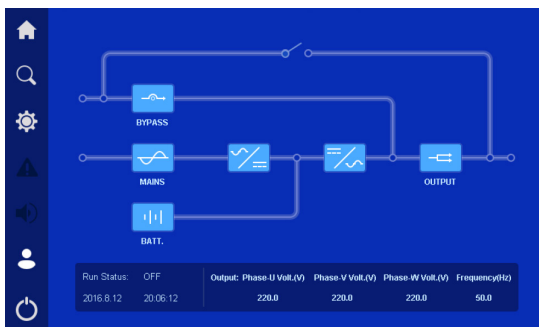 BYPASS
MAINS
OUTPUT
BATT.
Run Status: OFF Output: Phase-U Volt.(V) Phase-V Volt.(V) Phase-W Volt.(V) Frequency(Hz)
2016.8.12 20:06:12 220.0 220.0 220.0 50.0